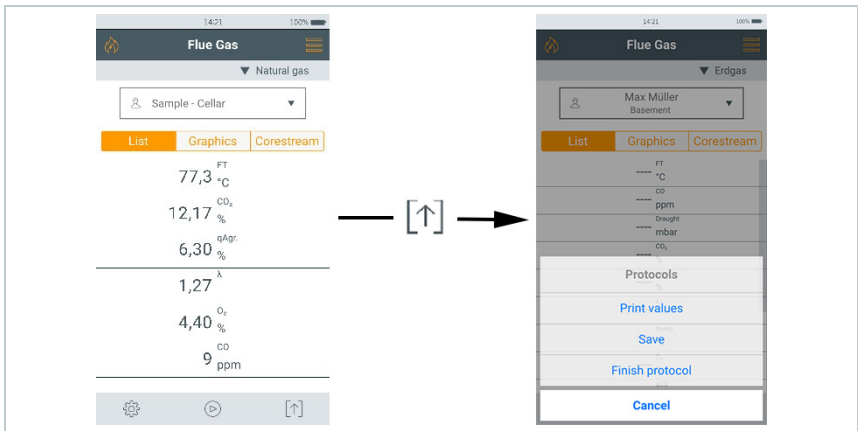 14:21 100%
Flue Gas
▼ Natural gas
Sample - Cellar ▼
List Graphics Corestream
77,3 FT °C
12,17 CO₂ %
6,30 qAgr. %
1,27 λ
4,40 O₂ %
9 CO ppm
[↑]
[↑]
14:21 100%
Flue Gas
▼ Erdgas
Max Müller ▼
Basement
List Graphics Corestream
---- FT °C
---- CO ppm
---- Draught mbar
---- CO₂
Protocols
Print values
Save
Finish protocol
Cancel